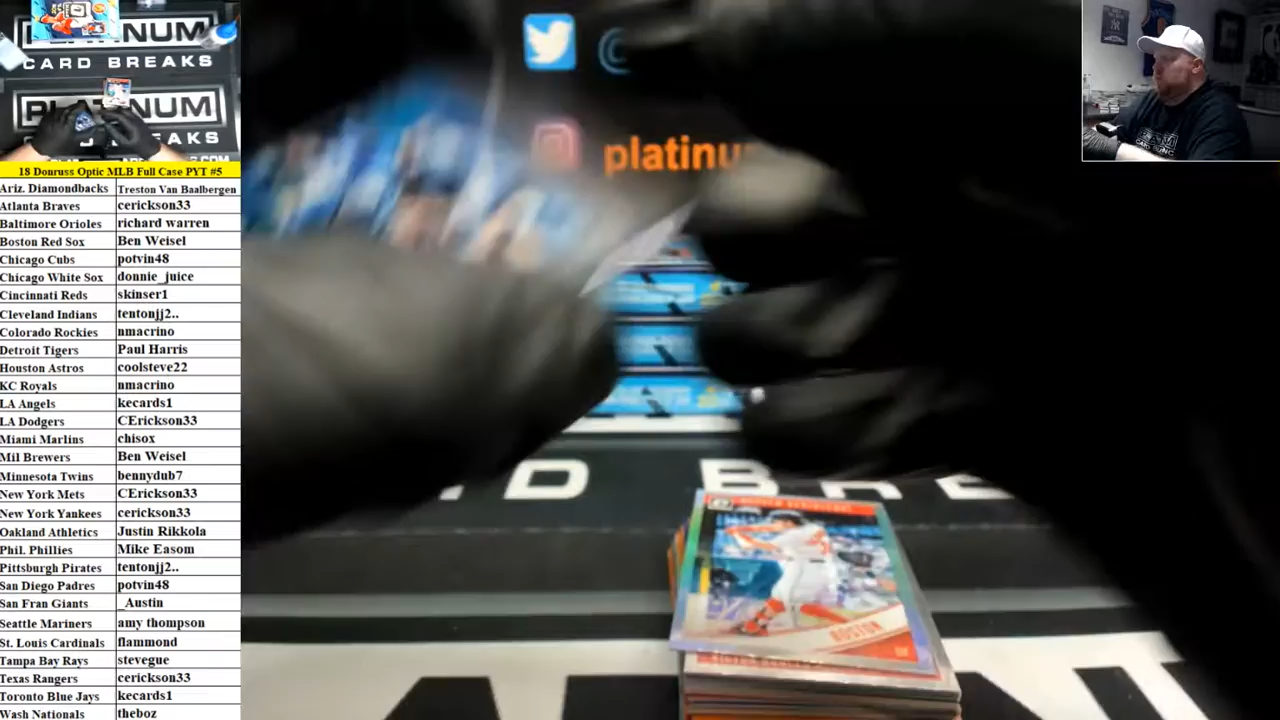 PLATINUM
CARD BREAKS
PLATINUM
18 Donruss Optic MLB Full Case PYT #5
Ariz. Diamondbacks Treston Van Baalbergen
Atlanta Braves cerickson33
Baltimore Orioles richard warren
Boston Red Sox Ben Weisel
Chicago Cubs potvin48
Chicago White Sox donnie_juice
Cincinnati Reds skinser1
Cleveland Indians tentonjj2..
Colorado Rockies nmacrino
Detroit Tigers Paul Harris
Houston Astros coolsteve22
KC Royals nmacrino
LA Angels kecards1
LA Dodgers CErickson33
Miami Marlins chisox
Mil Brewers Ben Weisel
Minnesota Twins bennydub7
New York Mets CErickson33
New York Yankees cerickson33
Oakland Athletics Justin Rikkola
Phil. Phillies Mike Easom
Pittsburgh Pirates tentonjj2..
San Diego Padres potvin48
San Fran Giants _Austin
Seattle Mariners amy thompson
St. Louis Cardinals flammond
Tampa Bay Rays stevegue
Texas Rangers cerickson33
Toronto Blue Jays kecards1
Wash Nationals theboz
@
platinu
D BRE
BOSTON